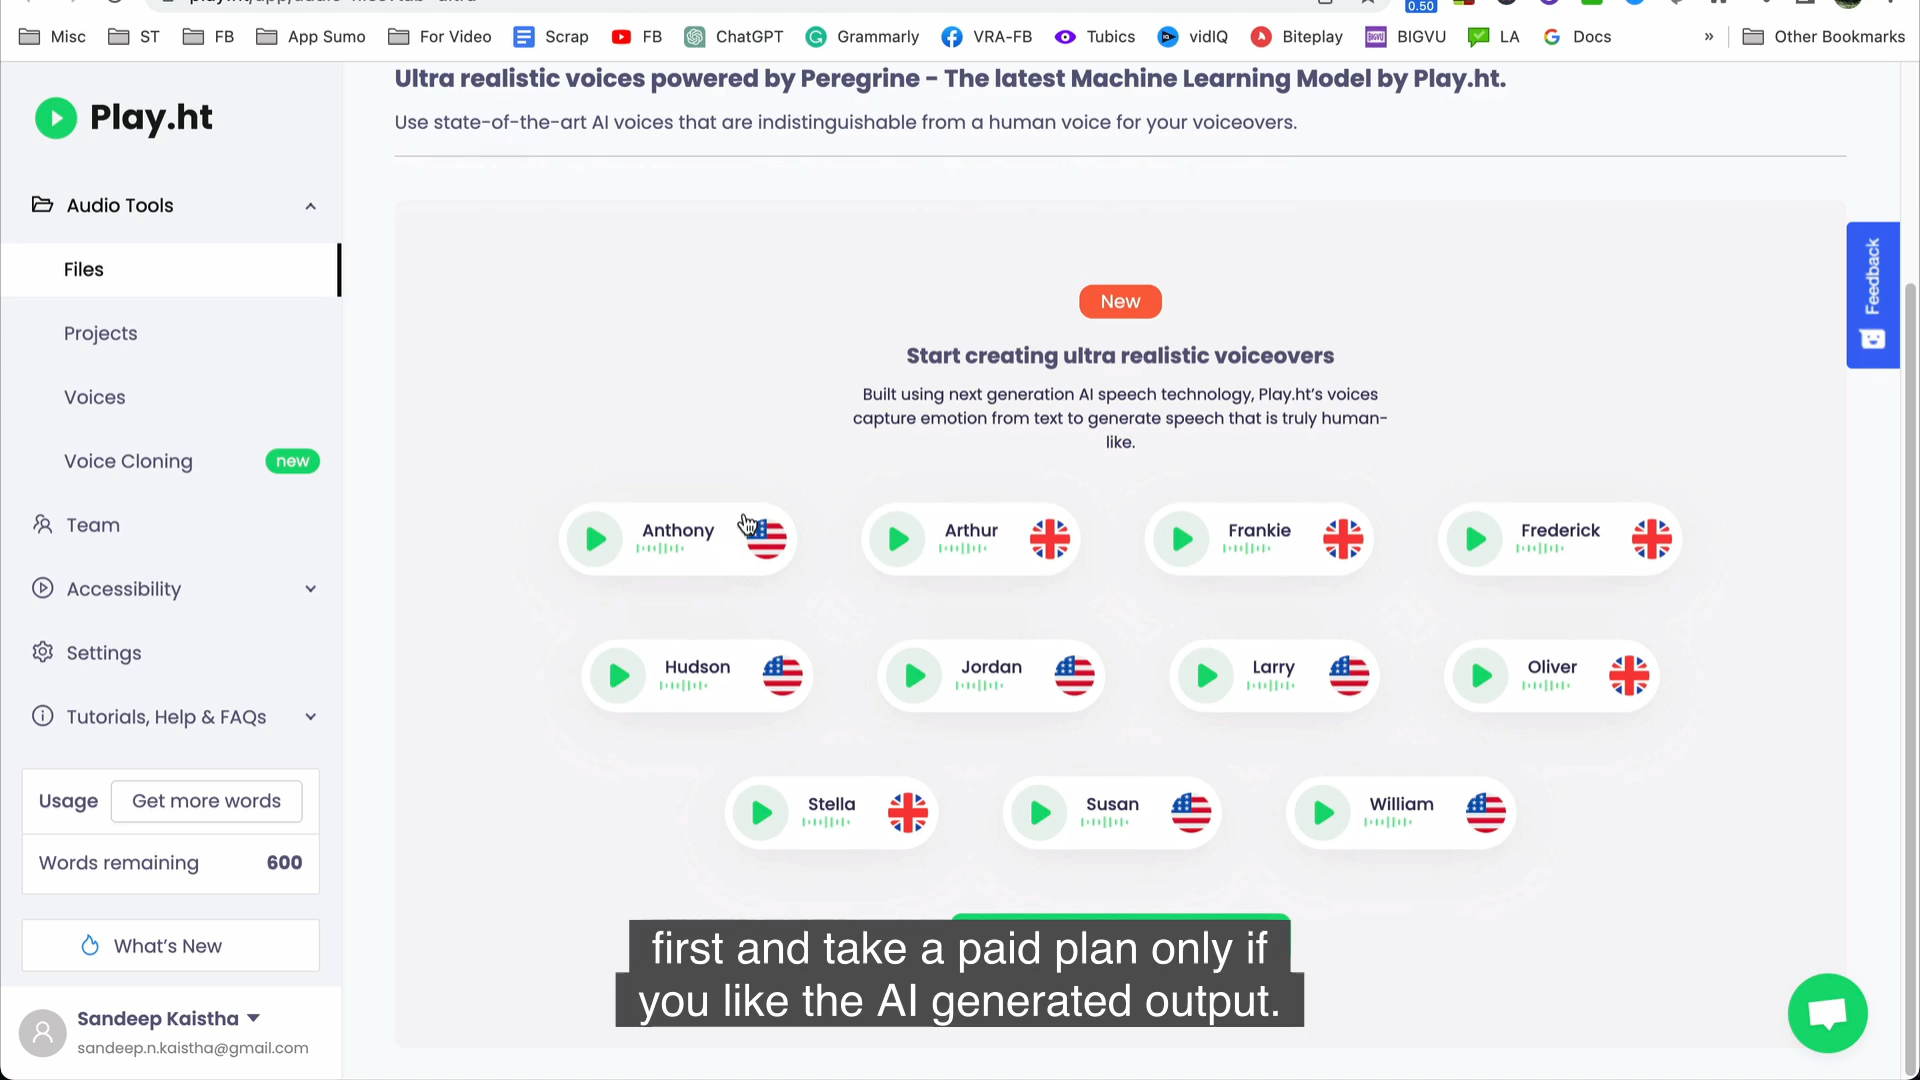 0.50
Misc ST FB App Sumo For Video Scrap FB ChatGPT Grammarly VRA-FB Tubics vidIQ Biteplay BIGVU LA Docs » Other Bookmarks
Play.ht
Audio Tools
Files
Projects
Voices
Voice Cloning new
Team
Accessibility
Settings
Tutorials, Help & FAQs
Usage Get more words
Words remaining 600
What's New
Sandeep Kaistha
sandeep.n.kaistha@gmail.com
Ultra realistic voices powered by Peregrine - The latest Machine Learning Model by Play.ht.
Use state-of-the-art AI voices that are indistinguishable from a human voice for your voiceovers.
New
Start creating ultra realistic voiceovers
Built using next generation AI speech technology, Play.ht's voices
capture emotion from text to generate speech that is truly human-
like.
Anthony Arthur Frankie Frederick
Hudson Jordan Larry Oliver
Stella Susan William
Feedback
first and take a paid plan only if
you like the AI generated output.